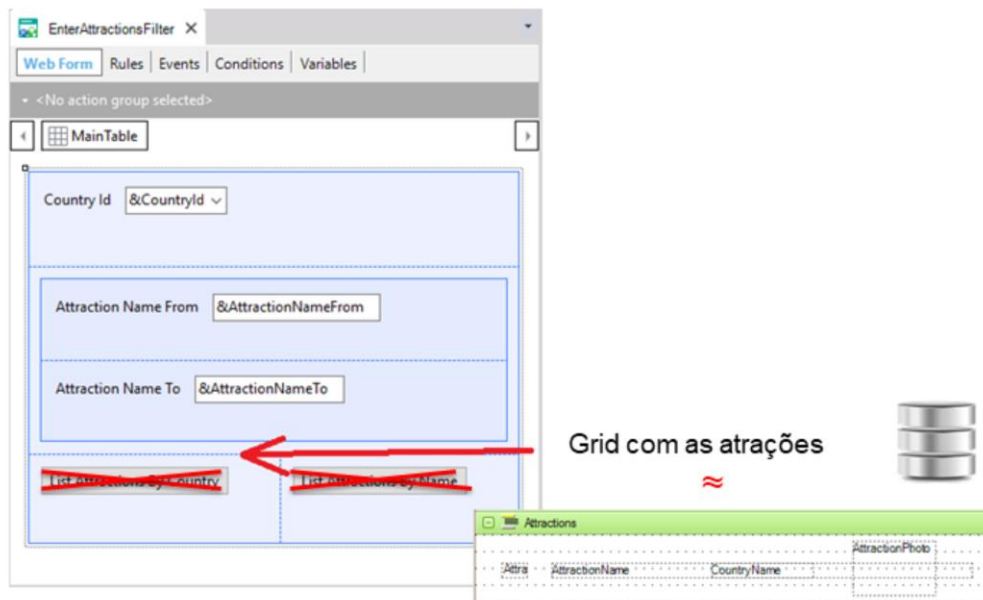 EnterAttractionsFilter
Web Form Rules Events Conditions Variables
<No action group selected>
MainTable
Country Id &CountryId
Attraction Name From &AttractionNameFrom
Attraction Name To &AttractionNameTo
List Attractions By Country List Attractions by Name
Grid com as atrações
≈
Attractions
AttractionPhoto
Attra AttractionName CountryName